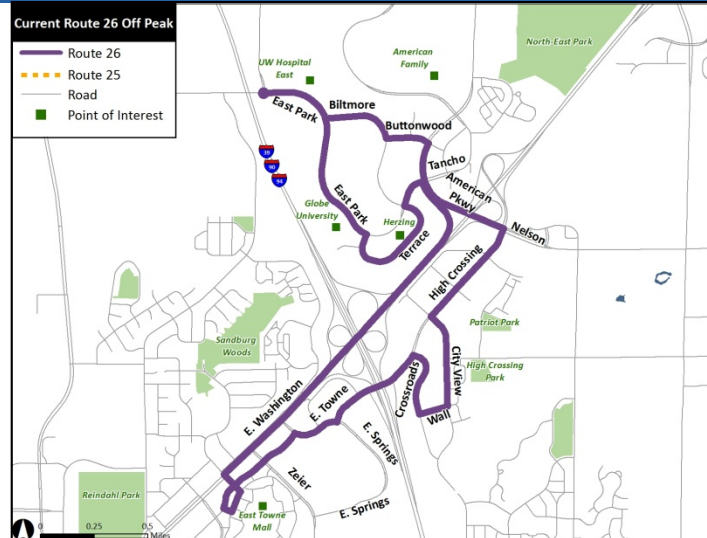 Current Route 26 Off Peak
Route 26
Route 25
Road
Point of Interest
UW Hospital
East
American
Family
North-East Park
East Park
Biltmore
Buttonwood
Tancho
American
Pkwy
Nelson
39
90
94
East Park
Globe
University
Herzing
Terrace
High Crossing
Patriot Park
Sandburg
Woods
City View
High Crossing
Park
Crossroads
Wall
E. Washington
E. Towne
E. Springs
Zeier
E. Springs
Reindahl Park
East Towne
Mall
0 0.25 0.5
Miles